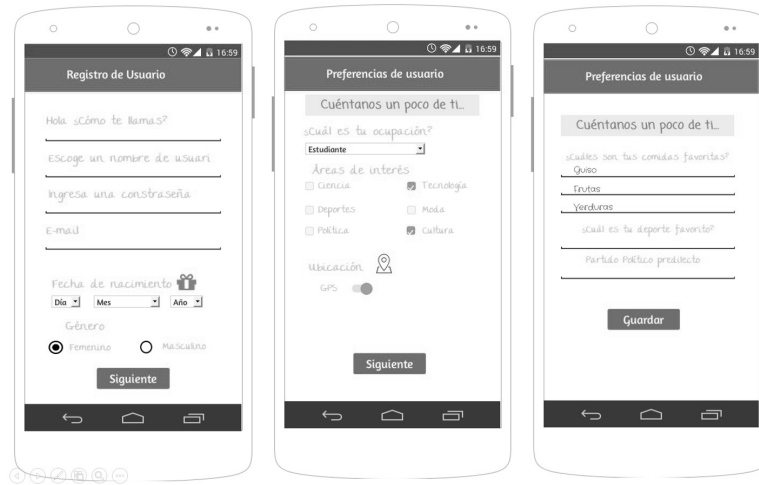 16:59
Registro de Usuario
Hola ¿Cómo te llamas?
Escoge un nombre de usuari
Ingresa una constraseña
E-mail
Fecha de nacimiento
Día Mes Año
Género
Femenino Masculino
Siguiente
16:59
Preferencias de usuario
Cuéntanos un poco de ti...
¿Cuál es tu ocupación?
Estudiante
Áreas de interés
Ciencia Tecnología
Deportes Moda
Política Cultura
Ubicación
GPS
Siguiente
16:59
Preferencias de usuario
Cuéntanos un poco de ti...
¿Cuáles son tus comidas favoritas?
Guiso
Frutas
Verduras
¿Cuál es tu deporte favorito?
Partido Político predilecto
Guardar